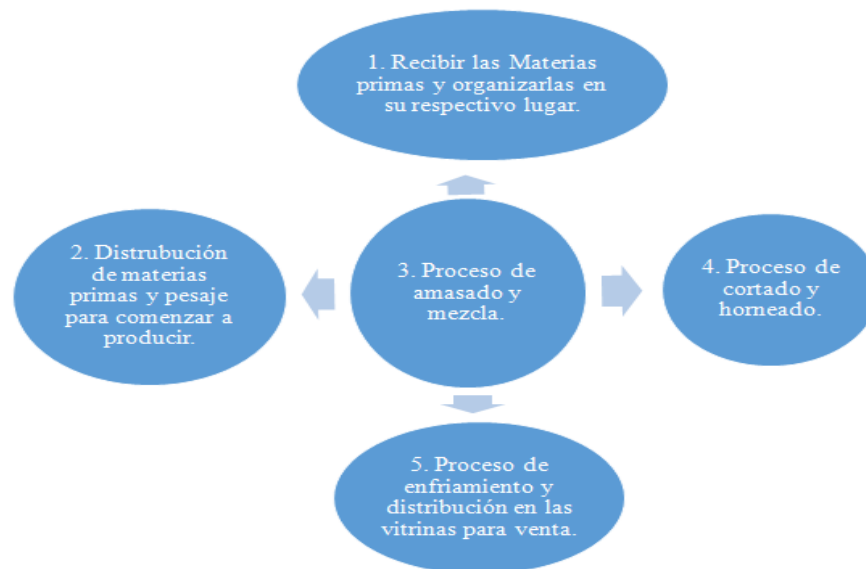 1. Recibir las Materias
primas y organizarlas en
su respectivo lugar.
2. Distrubución
de materias
primas y pesaje
para comenzar a
producir.
3. Proceso de
amasado y
mezcla.
4. Proceso de
cortado y
horneado.
5. Proceso de
enfriamiento y
distribución en las
vitrinas para venta.